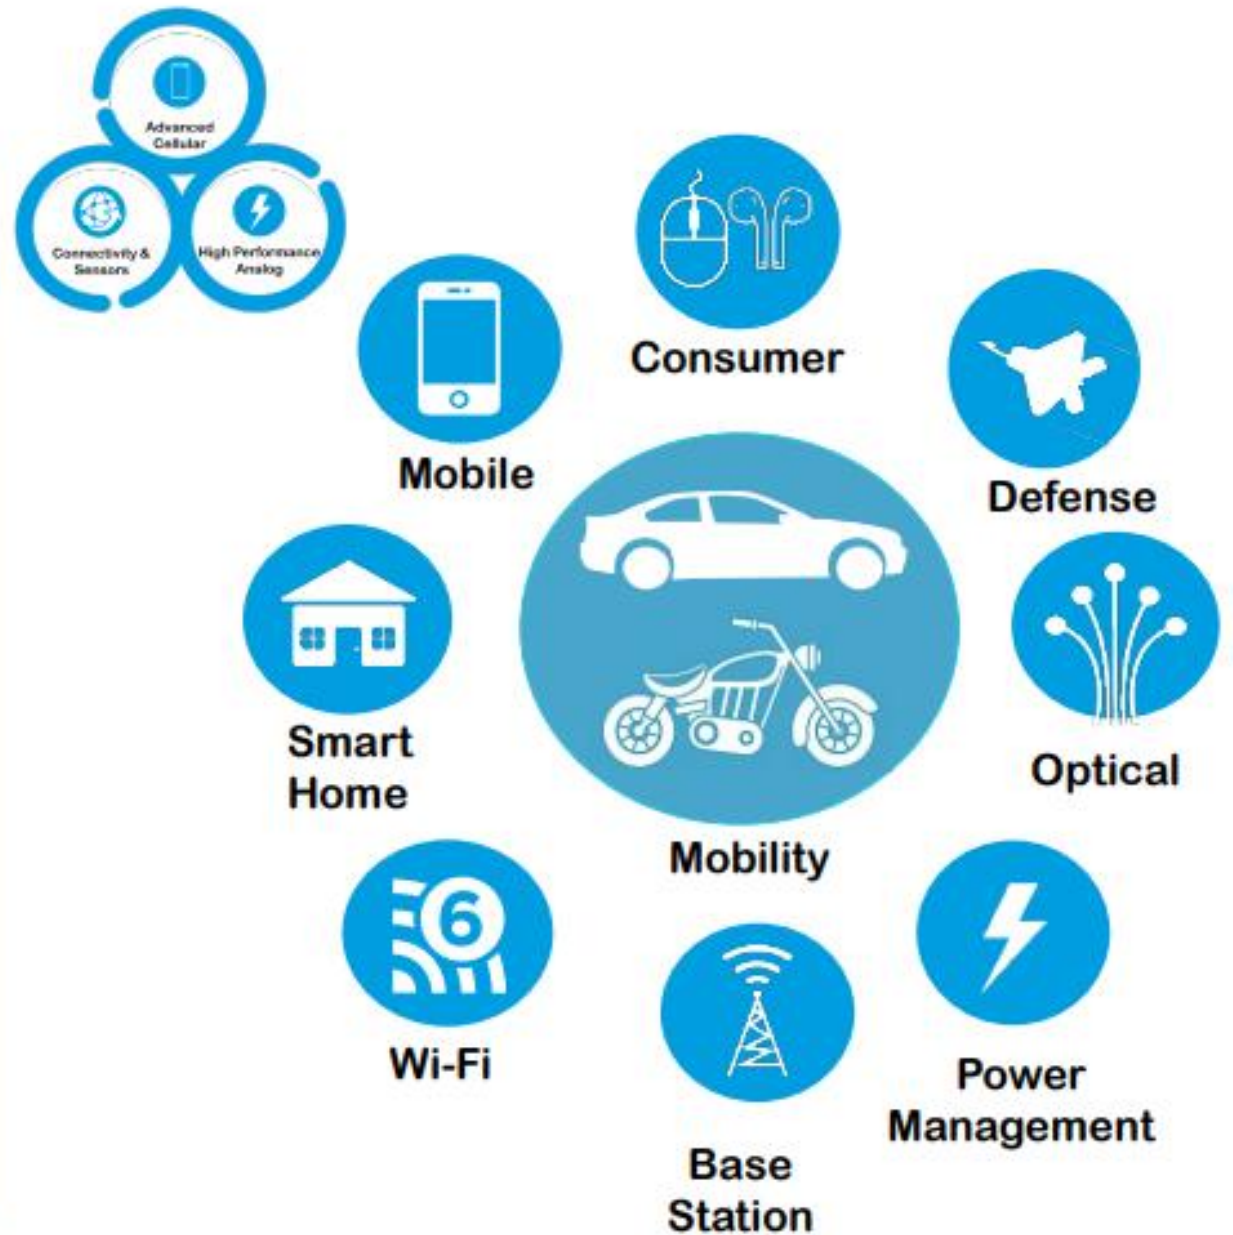 Advanced
Cellular
Connectivity &
Sensors
High Performance
Analog
Consumer
Mobile
Defense
Smart
Home
Optical
Mobility
6
Wi-Fi
Power
Management
Base
Station